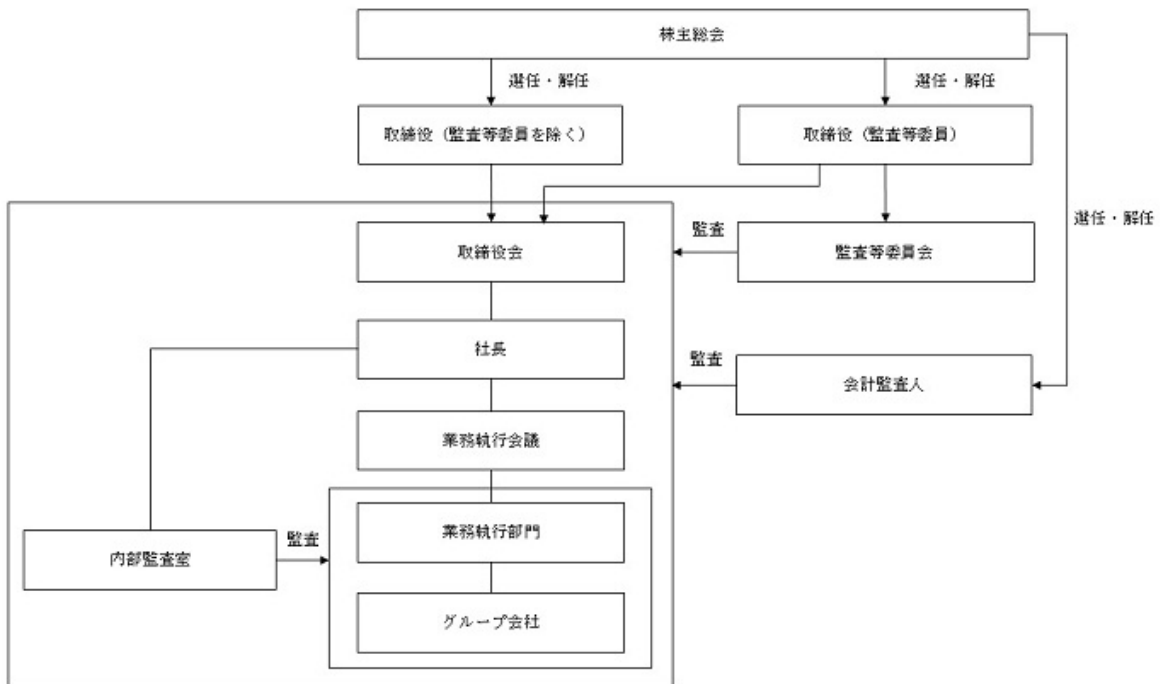 株主総会
選任・解任
選任・解任
取締役（監査等委員を除く）
取締役（監査等委員）
選任・解任
取締役会
監査
監査等委員会
社長
監査
会計監査人
業務執行会議
業務執行部門
内部監査室
監査
グループ会社